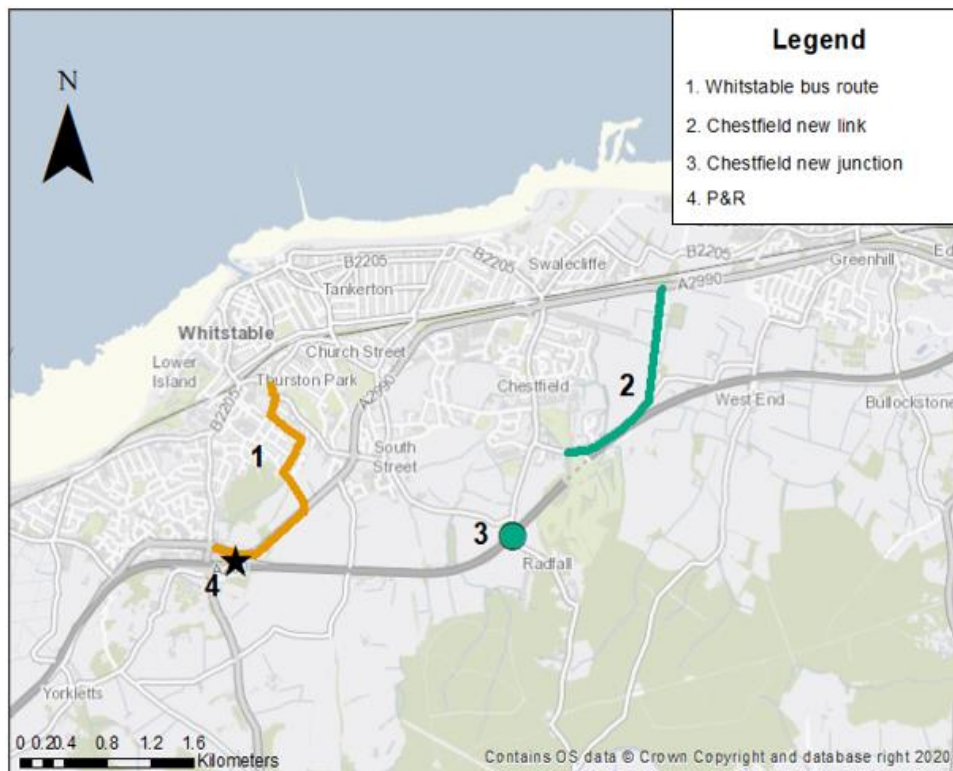 Legend
1. Whitstable bus route
2. Chestfield new link
3. Chestfield new junction
4. P&R
N
B2205
Swalecliffe
B2205
B2205
Greenhill
A2990
Tankerton
Whitstable
Church Street
Lower
Island
Thurston Park
A2990
Chestfield
2
B2205
West End
Bullockstone
1
South
Street
3
Radfall
4
Yorkletts
0 0.20.4 0.8 1.2 1.6
Kilometers
Contains OS data © Crown Copyright and database right 2020